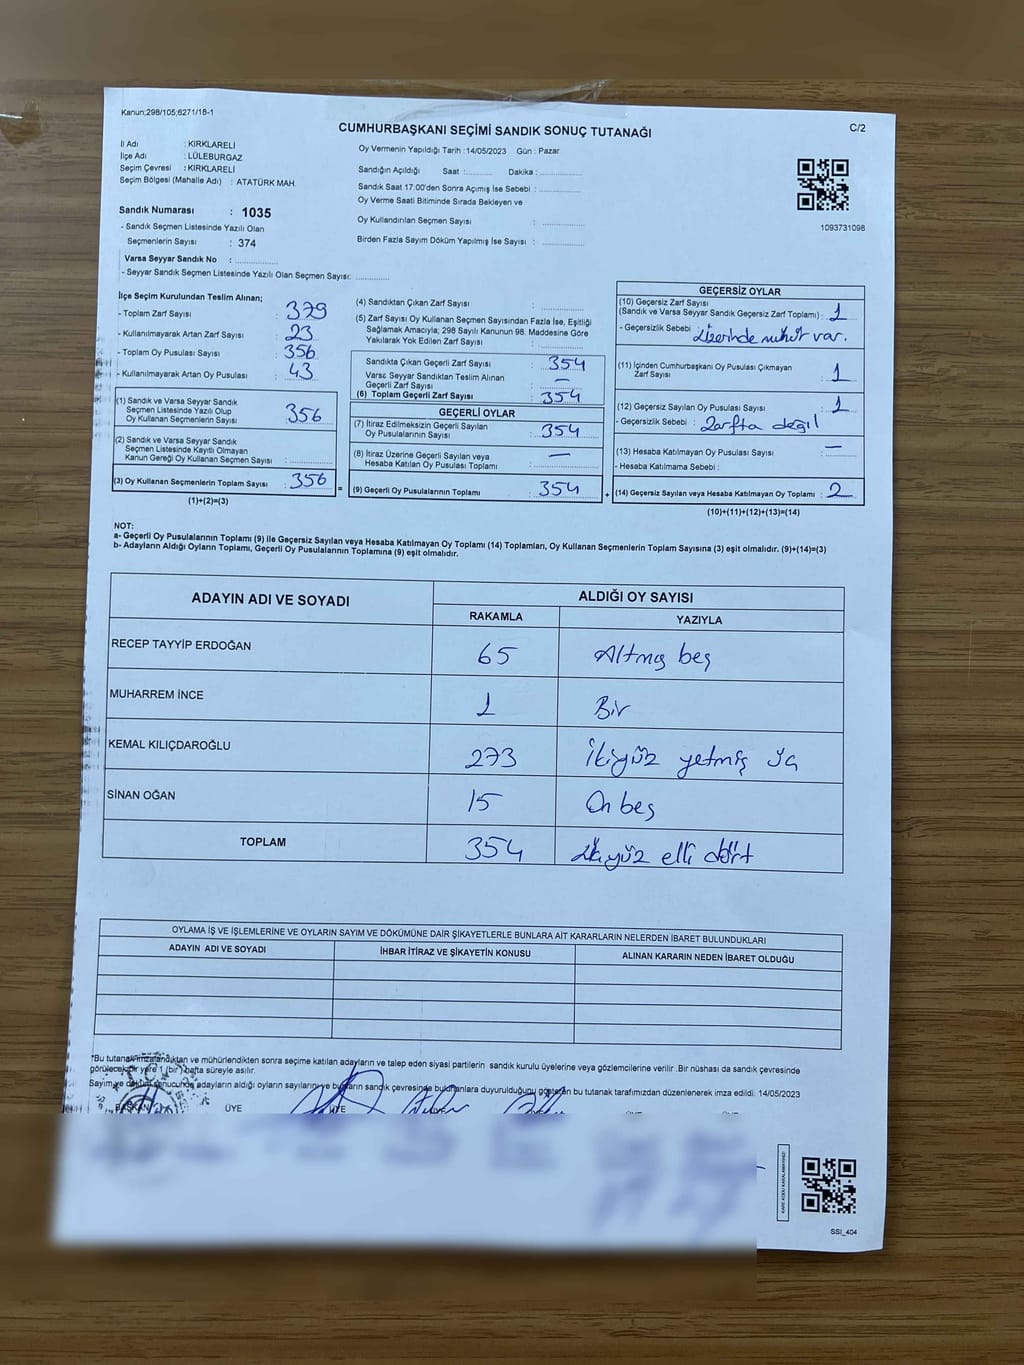 Kanun;298/105;6271/18-1
C/2
CUMHURBAŞKANI SEÇİMİ SANDIK SONUÇ TUTANAĞI
İl Adı : KIRKLARELİ
İlçe Adı : LÜLEBURGAZ
Seçim Çevresi : KIRKLARELİ
Seçim Bölgesi (Mahalle Adı) : ATATÜRK MAH.
Sandık Numarası : 1035
- Sandık Seçmen Listesinde Yazılı Olan
Seçmenlerin Sayısı : 374
Varsa Seyyar Sandık No : ..............
- Seyyar Sandık Seçmen Listesinde Yazılı Olan Seçmen Sayısı: ............
Oy Vermenin Yapıldığı Tarih : 14/05/2023 Gün : Pazar
Sandığın Açıldığı Saat :......... Dakika : ..............
Sandık Saat 17:00'den Sonra Açımış İse Sebebi : ..............
Oy Verme Saati Bitiminde Sırada Bekleyen ve
Oy Kullandırılan Seçmen Sayısı : ..............
Birden Fazla Sayım Döküm Yapılmış İse Sayısı : ..............
1093731098
İlçe Seçim Kurulundan Teslim Alınan;
- Toplam Zarf Sayısı : 379
- Kullanılmayarak Artan Zarf Sayısı : 23
- Toplam Oy Pusulası Sayısı : 356
- Kullanılmayarak Artan Oy Pusulası : 43
(1) Sandık ve Varsa Seyyar Sandık
Seçmen Listesinde Yazılı Olup
Oy Kullanan Seçmenlerin Sayısı : 356
(2) Sandık ve Varsa Seyyar Sandık
Seçmen Listesinde Kayıtlı Olmayan
Kanun Gereği Oy Kullanan Seçmen Sayısı :
(3) Oy Kullanan Seçmenlerin Toplam Sayısı : 356
(1)+(2)=(3)
(4) Sandıktan Çıkan Zarf Sayısı :
(5) Zarf Sayısı Oy Kullanan Seçmen Sayısından Fazla İse, Eşitliği
Sağlamak Amacıyla; 298 Sayılı Kanunun 98. Maddesine Göre
Yakılarak Yok Edilen Zarf Sayısı :
Sandıkta Çıkan Geçerli Zarf Sayısı : 354
Varsa Seyyar Sandıktan Teslim Alınan
Geçerli Zarf Sayısı : —
(6) Toplam Geçerli Zarf Sayısı : 354
GEÇERLİ OYLAR
(7) İtiraz Edilmeksizin Geçerli Sayılan
Oy Pusulalarının Sayısı : 354
(8) İtiraz Üzerine Geçerli Sayılan veya
Hesaba Katılan Oy Pusulası Toplamı : —
(9) Geçerli Oy Pusulalarının Toplamı : 354
GEÇERSİZ OYLAR
(10) Geçersiz Zarf Sayısı
(Sandık ve Varsa Seyyar Sandık Geçersiz Zarf Toplamı) : 1
- Geçersizlik Sebebi : Üzerinde mühür var.
(11) İçinden Cumhurbaşkanı Oy Pusulası Çıkmayan
Zarf Sayısı : 1
(12) Geçersiz Sayılan Oy Pusulası Sayısı : 1
- Geçersizlik Sebebi : Zarfta değil
(13) Hesaba Katılmayan Oy Pusulası Sayısı : —
- Hesaba Katılmama Sebebi :
(14) Geçersiz Sayılan veya Hesaba Katılmayan Oy Toplamı : 2
(10)+(11)+(12)+(13)=(14)
NOT:
a- Geçerli Oy Pusulalarının Toplamı (9) ile Geçersiz Sayılan veya Hesaba Katılmayan Oy Toplamı (14) Toplamları, Oy Kullanan Seçmenlerin Toplam Sayısına (3) eşit olmalıdır. (9)+(14)=(3)
b- Adayların Aldığı Oyların Toplamı, Geçerli Oy Pusulalarının Toplamına (9) eşit olmalıdır.
ADAYIN ADI VE SOYADI
ALDIĞI OY SAYISI
RAKAMLA YAZIYLA
RECEP TAYYİP ERDOĞAN 65 Altmış beş
MUHARREM İNCE 1 Bir
KEMAL KILIÇDAROĞLU 273 İkiyüz yetmiş üç
SİNAN OĞAN 15 On beş
TOPLAM 354 Üçyüz elli dört
OYLAMA İŞ VE İŞLEMLERİNE VE OYLARIN SAYIM VE DÖKÜMÜNE DAİR ŞİKAYETLERLE BUNLARA AİT KARARLARIN NELERDEN İBARET BULUNDUKLARI
ADAYIN ADI VE SOYADI İHBAR İTİRAZ VE ŞİKAYETİN KONUSU ALINAN KARARIN NEDEN İBARET OLDUĞU
*Bu tutanak imzalandıktan ve mühürlendikten sonra seçime katılan adayların ve talep eden siyasi partilerin sandık kurulu üyelerine veya gözlemcilerine verilir .Bir nüshası da sandık çevresinde
görülecek bir yere 1 (bir) hafta süreyle asılır.
Sayım ve döküm sonucunda adayların aldığı oyların sayılarını ve bunların sandık çevresinde bulunanlara duyurulduğunu gösteren bu tutanak tarafımızdan düzenlenerek imza edildi. 14/05/2023
BAŞKAN ÜYE ÜYE
SSİ_404